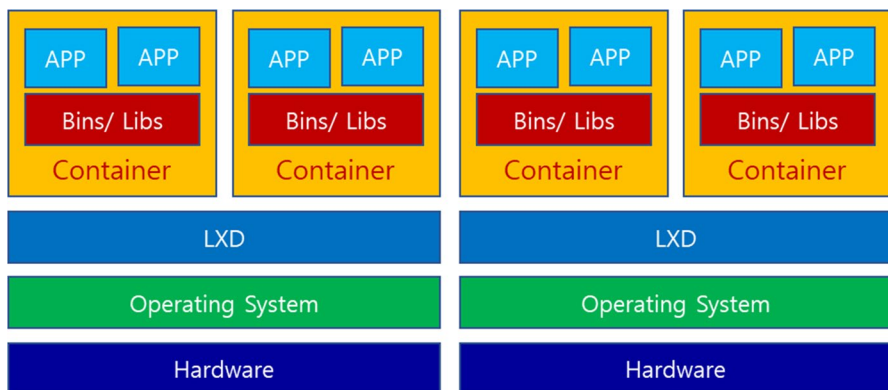 APP APP APP APP APP APP APP APP
Bins/ Libs Bins/ Libs Bins/ Libs Bins/ Libs
Container Container Container Container
LXD LXD
Operating System Operating System
Hardware Hardware